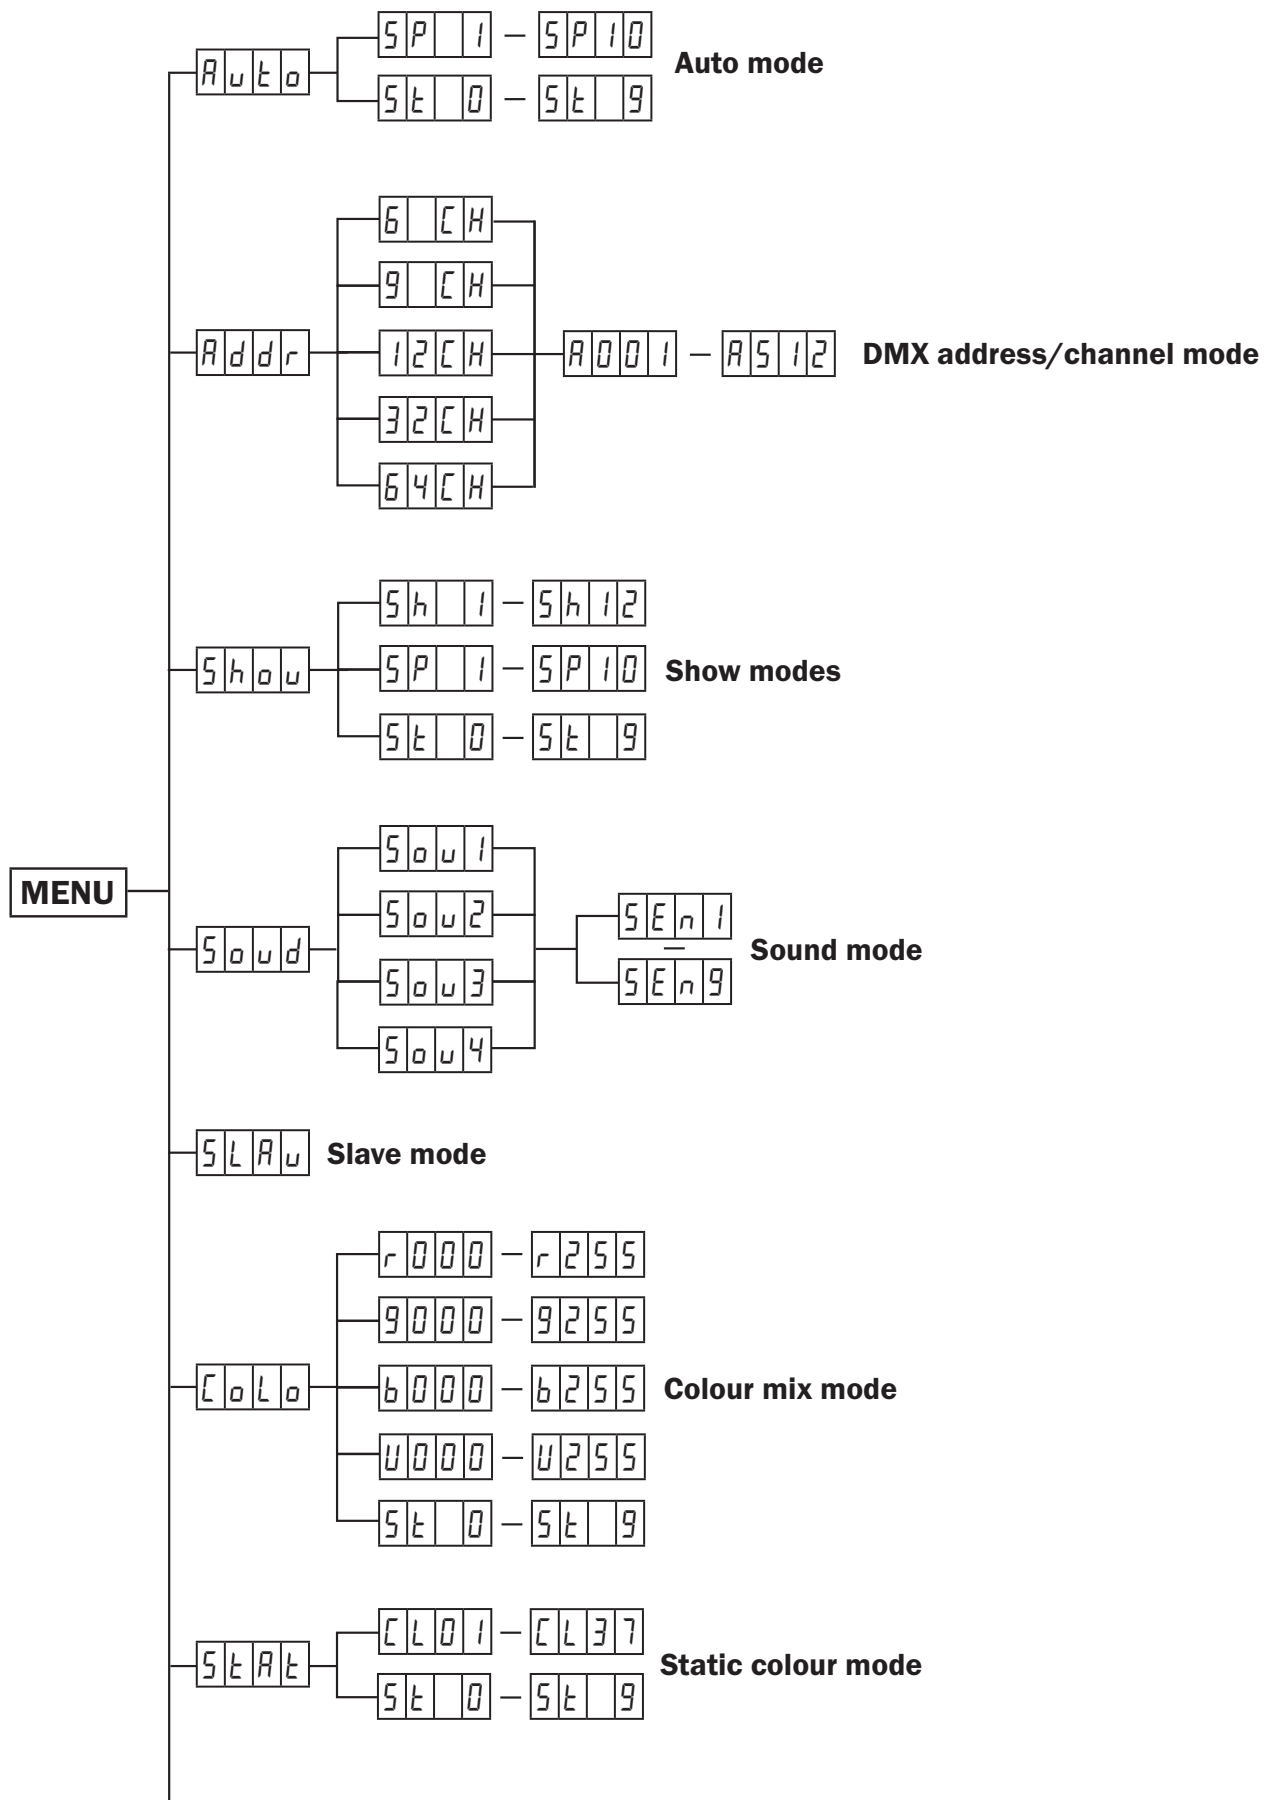 SP 1 – SP10
Auto Auto mode
St 0 – St 9
6 CH
9 CH
Addr 12CH A001 – A512 DMX address/channel mode
32CH
64CH
Sh 1 – Sh12
Shou SP 1 – SP10 Show modes
St 0 – St 9
Sou1
MENU
Sou2 SEn1
Soud – Sound mode
Sou3 SEn9
Sou4
SLAu Slave mode
r000 – r255
g000 – g255
CoLo b000 – b255 Colour mix mode
U000 – U255
St 0 – St 9
CL01 – CL37
StAt Static colour mode
St 0 – St 9